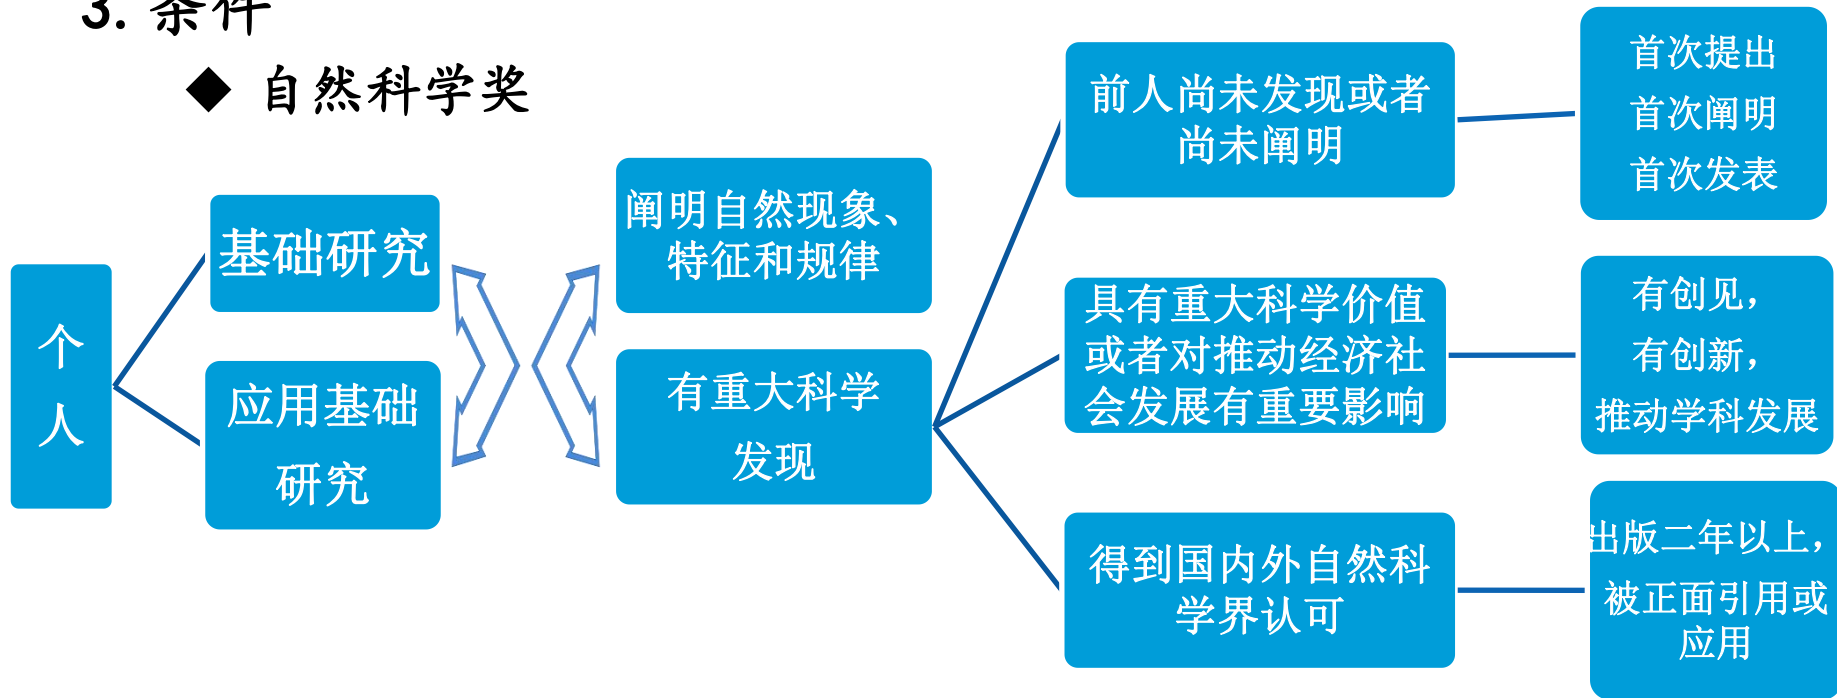 3. 条件
◆ 自然科学奖
个
人
基础研究
应用基础
研究
阐明自然现象、
特征和规律
有重大科学
发现
前人尚未发现或者
尚未阐明
首次提出
首次阐明
首次发表
具有重大科学价值
或者对推动经济社
会发展有重要影响
有创见，
有创新，
推动学科发展
得到国内外自然科
学界认可
出版二年以上，
被正面引用或
应用